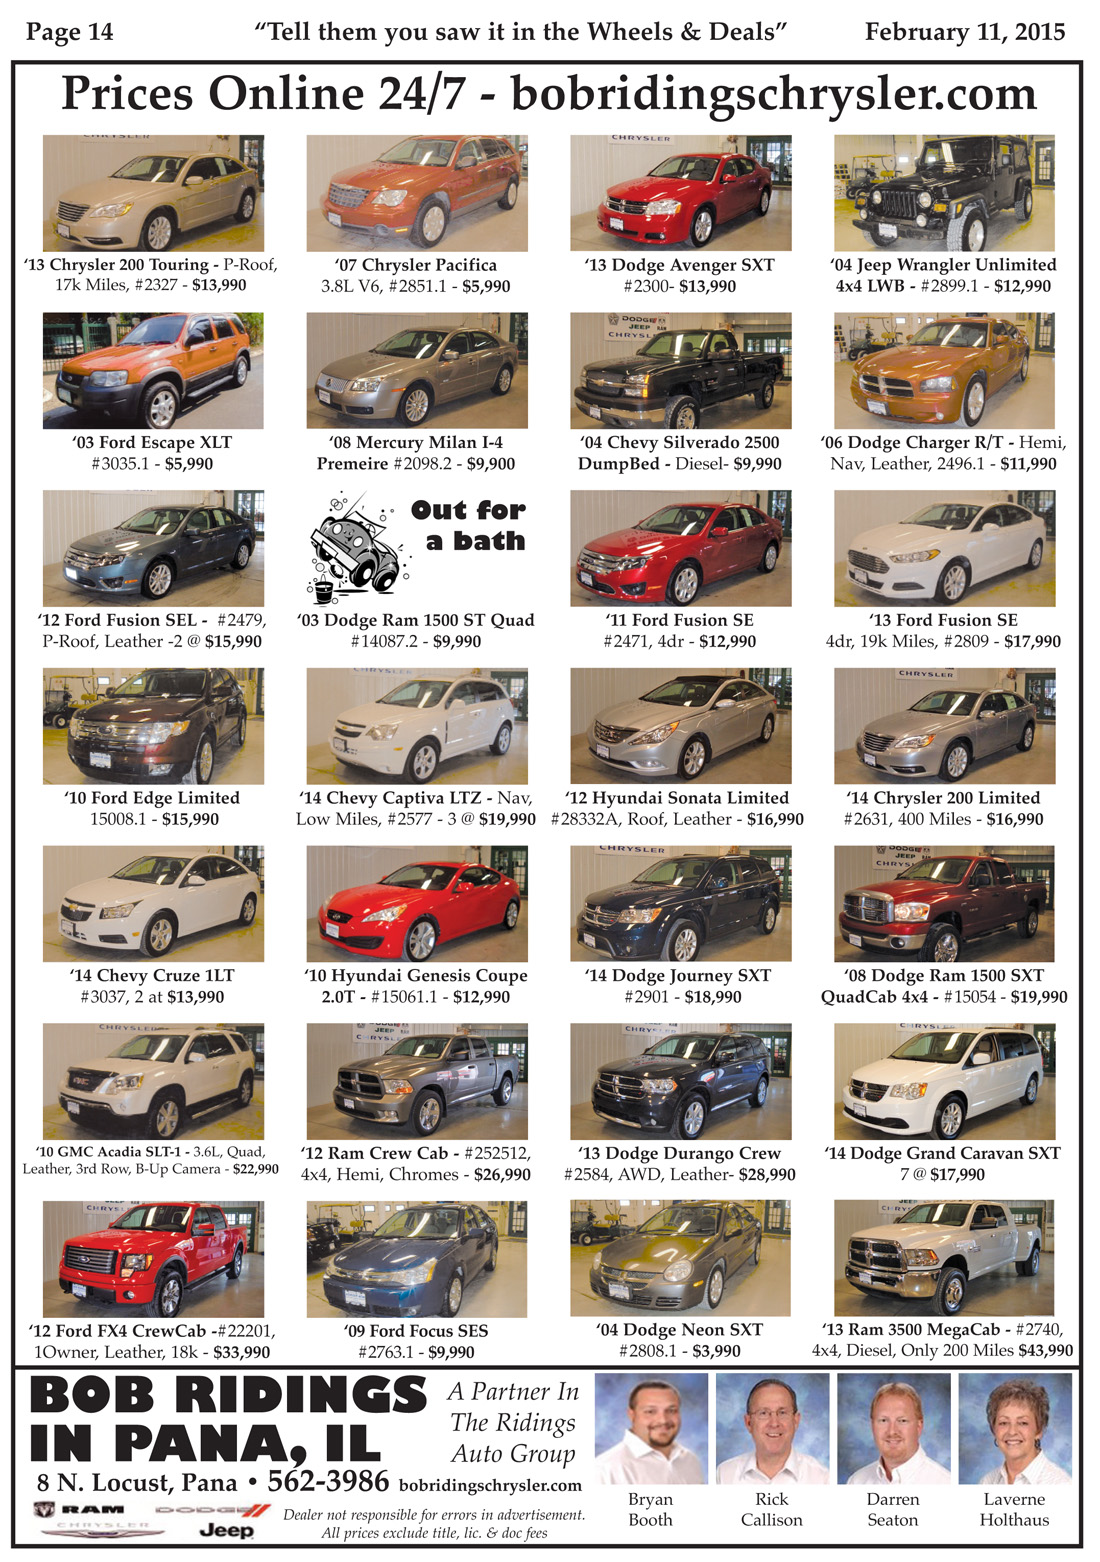 Page 14 “Tell them you saw it in the Wheels & Deals” February 11, 2015
Prices Online 24/7 - bobridingschrysler.com
‘13 Chrysler 200 Touring - P-Roof,
17k Miles, #2327 - $13,990
‘07 Chrysler Pacifica
3.8L V6, #2851.1 - $5,990
‘13 Dodge Avenger SXT
#2300- $13,990
‘04 Jeep Wrangler Unlimited
4x4 LWB - #2899.1 - $12,990
‘03 Ford Escape XLT
#3035.1 - $5,990
‘08 Mercury Milan I-4
Premeire #2098.2 - $9,900
‘04 Chevy Silverado 2500
DumpBed - Diesel- $9,990
‘06 Dodge Charger R/T - Hemi,
Nav, Leather, 2496.1 - $11,990
‘12 Ford Fusion SEL - #2479,
P-Roof, Leather -2 @ $15,990
Out for
a bath
‘03 Dodge Ram 1500 ST Quad
#14087.2 - $9,990
‘11 Ford Fusion SE
#2471, 4dr - $12,990
‘13 Ford Fusion SE
4dr, 19k Miles, #2809 - $17,990
‘10 Ford Edge Limited
15008.1 - $15,990
‘14 Chevy Captiva LTZ - Nav,
Low Miles, #2577 - 3 @ $19,990
‘12 Hyundai Sonata Limited
#28332A, Roof, Leather - $16,990
‘14 Chrysler 200 Limited
#2631, 400 Miles - $16,990
‘14 Chevy Cruze 1LT
#3037, 2 at $13,990
‘10 Hyundai Genesis Coupe
2.0T - #15061.1 - $12,990
‘14 Dodge Journey SXT
#2901 - $18,990
‘08 Dodge Ram 1500 SXT
QuadCab 4x4 - #15054 - $19,990
‘10 GMC Acadia SLT-1 - 3.6L, Quad,
Leather, 3rd Row, B-Up Camera - $22,990
‘12 Ram Crew Cab - #252512,
4x4, Hemi, Chromes - $26,990
‘13 Dodge Durango Crew
#2584, AWD, Leather- $28,990
‘14 Dodge Grand Caravan SXT
7 @ $17,990
‘12 Ford FX4 CrewCab -#22201,
1Owner, Leather, 18k - $33,990
‘09 Ford Focus SES
#2763.1 - $9,990
‘04 Dodge Neon SXT
#2808.1 - $3,990
‘13 Ram 3500 MegaCab - #2740,
4x4, Diesel, Only 200 Miles $43,990
BOB RIDINGS
IN PANA, IL
8 N. Locust, Pana • 562-3986 bobridingschrysler.com
A Partner In
The Ridings
Auto Group
RAM DODGE
CHRYSLER Jeep
Dealer not responsible for errors in advertisement.
All prices exclude title, lic. & doc fees
Bryan
Booth
Rick
Callison
Darren
Seaton
Laverne
Holthaus